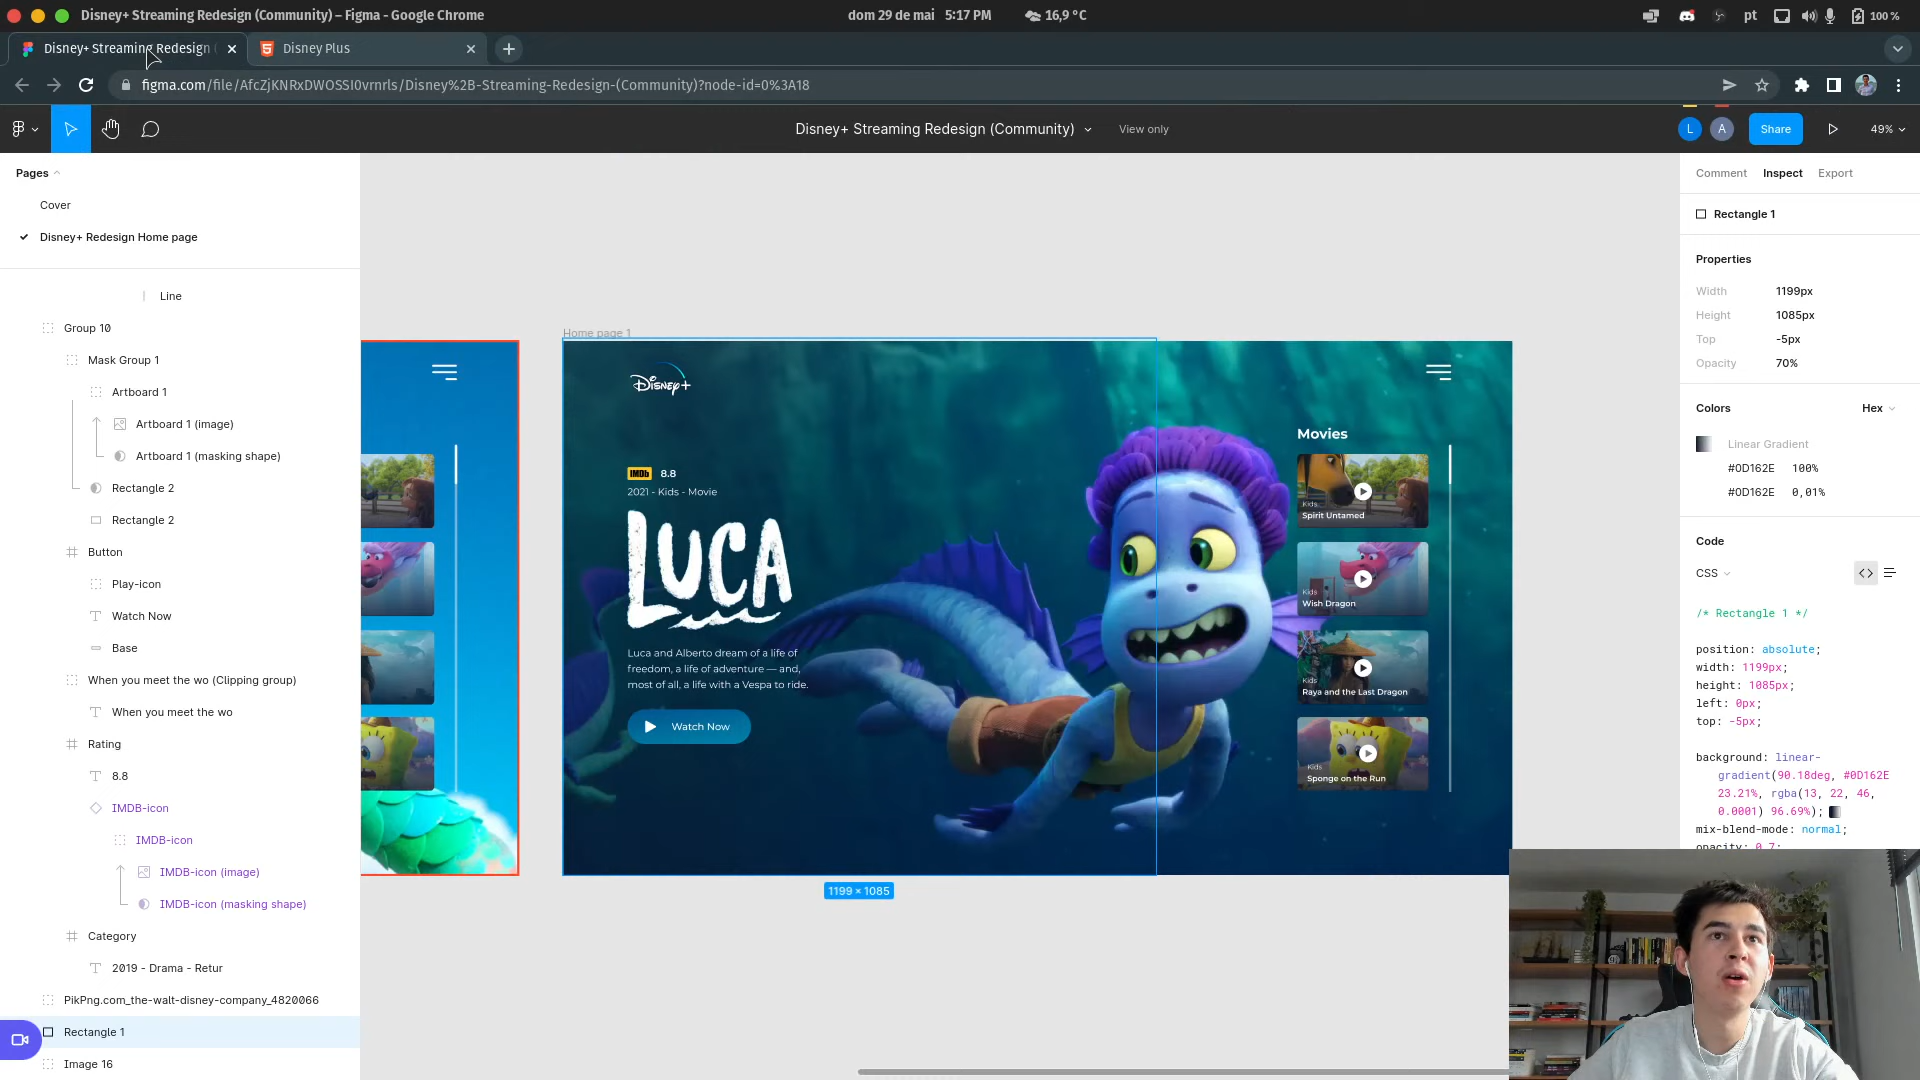 Disney+ Streaming Redesign (Community) – Figma - Google Chrome
dom 29 de mai 5:17 PM
16,9 °C
pt
100 %
Disney+ Streaming Redesign (
Disney Plus
figma.com/file/AfcZjKNRxDWOSSI0vrnrls/Disney%2B-Streaming-Redesign-(Community)?node-id=0%3A18
Disney+ Streaming Redesign (Community)
View only
L
A
Share
49%
Pages
Cover
Disney+ Redesign Home page
Line
Group 10
Mask Group 1
Artboard 1
Artboard 1 (image)
Artboard 1 (masking shape)
Rectangle 2
Rectangle 2
Button
Play-icon
Watch Now
Base
When you meet the wo (Clipping group)
When you meet the wo
Rating
8.8
IMDB-icon
IMDB-icon
IMDB-icon (image)
IMDB-icon (masking shape)
Category
2019 - Drama - Retur
PikPng.com_the-walt-disney-company_4820066
Rectangle 1
Image 16
Home page 1
Disney+
IMDb 8.8
2021 - Kids - Movie
LUCA
Luca and Alberto dream of a life of
freedom, a life of adventure — and,
most of all, a life with a Vespa to ride.
Watch Now
Movies
Kids
Spirit Untamed
Kids
Wish Dragon
Kids
Raya and the Last Dragon
Kids
Sponge on the Run
1199 × 1085
Comment
Inspect
Export
Rectangle 1
Properties
Width 1199px
Height 1085px
Top -5px
Opacity 70%
Colors
Hex
Linear Gradient
#0D162E 100%
#0D162E 0,01%
Code
CSS
/* Rectangle 1 */
position: absolute;
width: 1199px;
height: 1085px;
left: 0px;
top: -5px;
background: linear-
gradient(90.18deg, #0D162E
23.21%, rgba(13, 22, 46,
0.0001) 96.69%);
mix-blend-mode: normal;
opacity: 0.7;